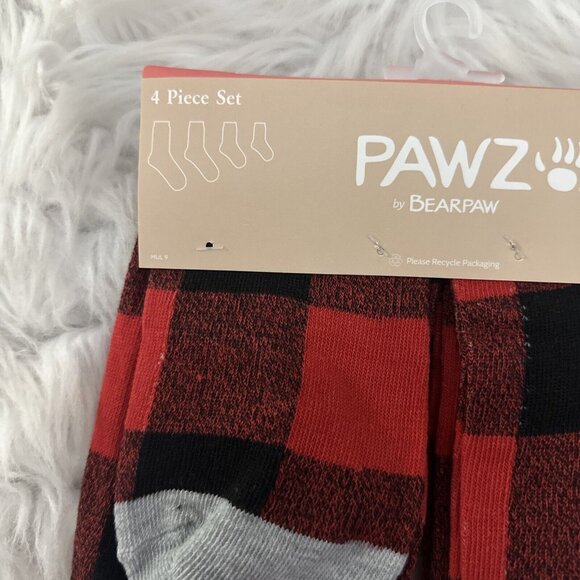 4 Piece Set
PAWZ
by BEARPAW
MUL 9
Please Recycle Packaging